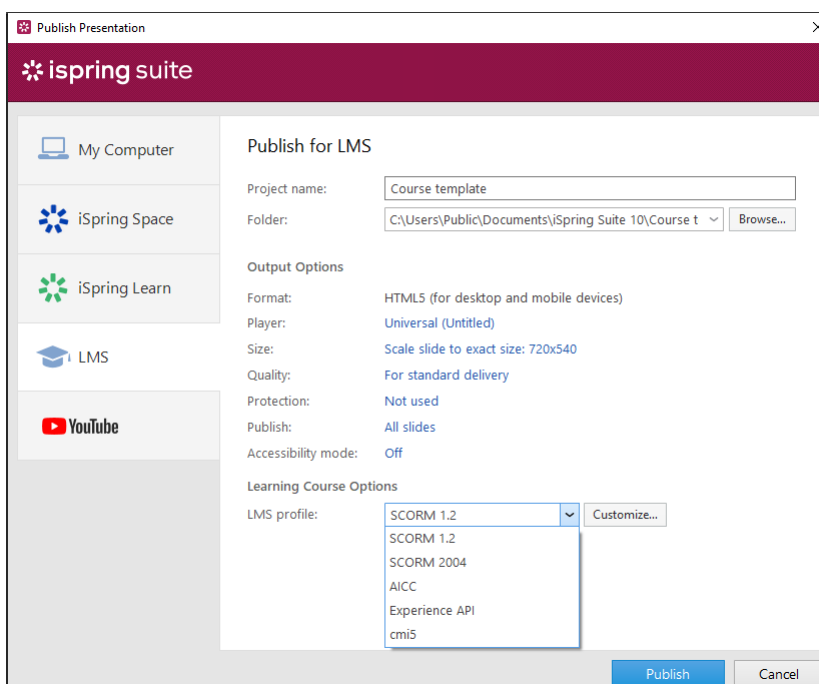 Publish Presentation
ispring suite
My Computer
iSpring Space
iSpring Learn
LMS
YouTube
Publish for LMS
Project name: Course template
Folder: C:\Users\Public\Documents\iSpring Suite 10\Course t Browse...
Output Options
Format: HTML5 (for desktop and mobile devices)
Player: Universal (Untitled)
Size: Scale slide to exact size: 720x540
Quality: For standard delivery
Protection: Not used
Publish: All slides
Accessibility mode: Off
Learning Course Options
LMS profile: SCORM 1.2 Customize...
SCORM 1.2
SCORM 2004
AICC
Experience API
cmi5
Publish Cancel